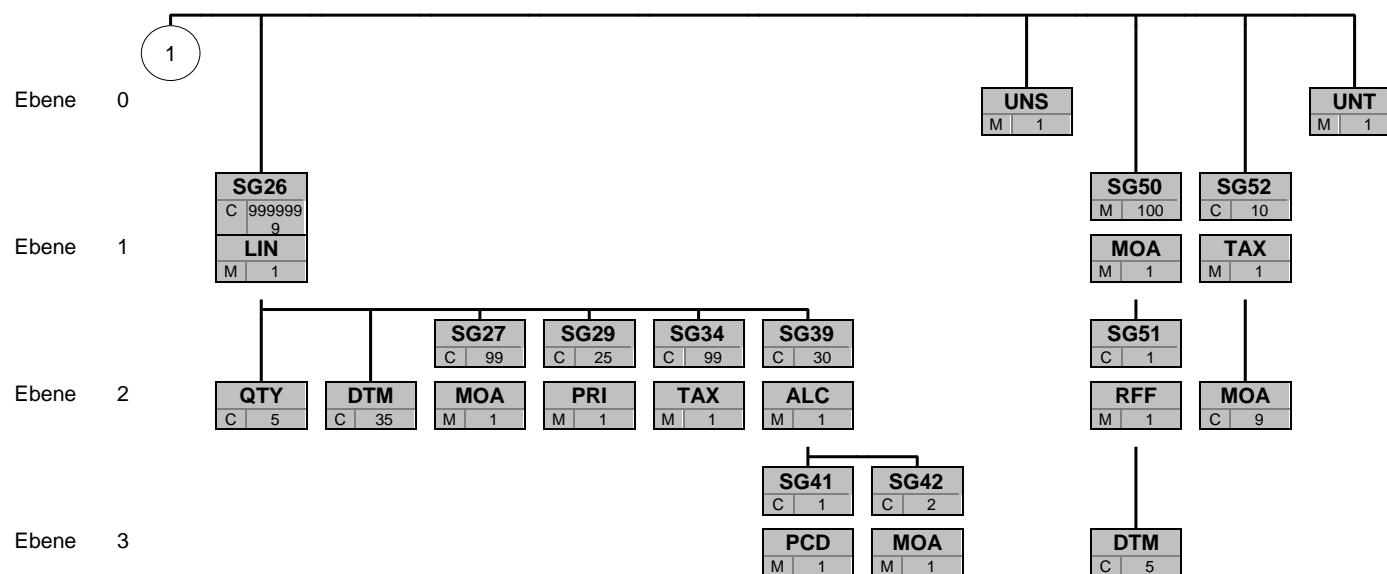 1
Ebene 0
UNS
M 1
UNT
M 1
SG26
C 999999
9
SG50
M 100
SG52
C 10
Ebene 1
LIN
M 1
MOA
M 1
TAX
M 1
SG27
C 99
SG29
C 25
SG34
C 99
SG39
C 30
SG51
C 1
Ebene 2
QTY
C 5
DTM
C 35
MOA
M 1
PRI
M 1
TAX
M 1
ALC
M 1
RFF
M 1
MOA
C 9
SG41
C 1
SG42
C 2
Ebene 3
PCD
M 1
MOA
M 1
DTM
C 5